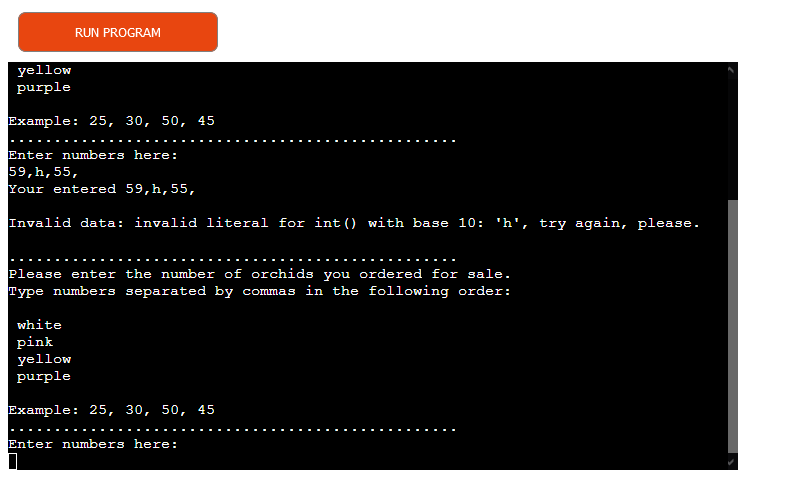 RUN PROGRAM
yellow
purple
Example: 25, 30, 50, 45
..................................................
Enter numbers here:
59,h,55,
Your entered 59,h,55,
Invalid data: invalid literal for int() with base 10: 'h', try again, please.
..................................................
Please enter the number of orchids you ordered for sale.
Type numbers separated by commas in the following order:
white
pink
yellow
purple
Example: 25, 30, 50, 45
..................................................
Enter numbers here: